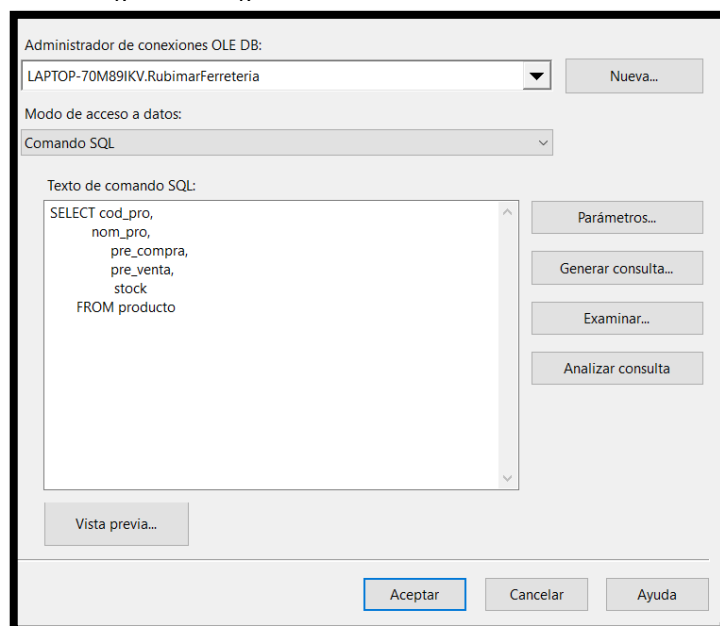 Administrador de conexiones OLE DB:
LAPTOP-70M89IKV.RubimarFerreteria
Nueva...
Modo de acceso a datos:
Comando SQL
Texto de comando SQL:
SELECT cod_pro,
nom_pro,
pre_compra,
pre_venta,
stock
FROM producto
Parámetros...
Generar consulta...
Examinar...
Analizar consulta
Vista previa...
Aceptar
Cancelar
Ayuda